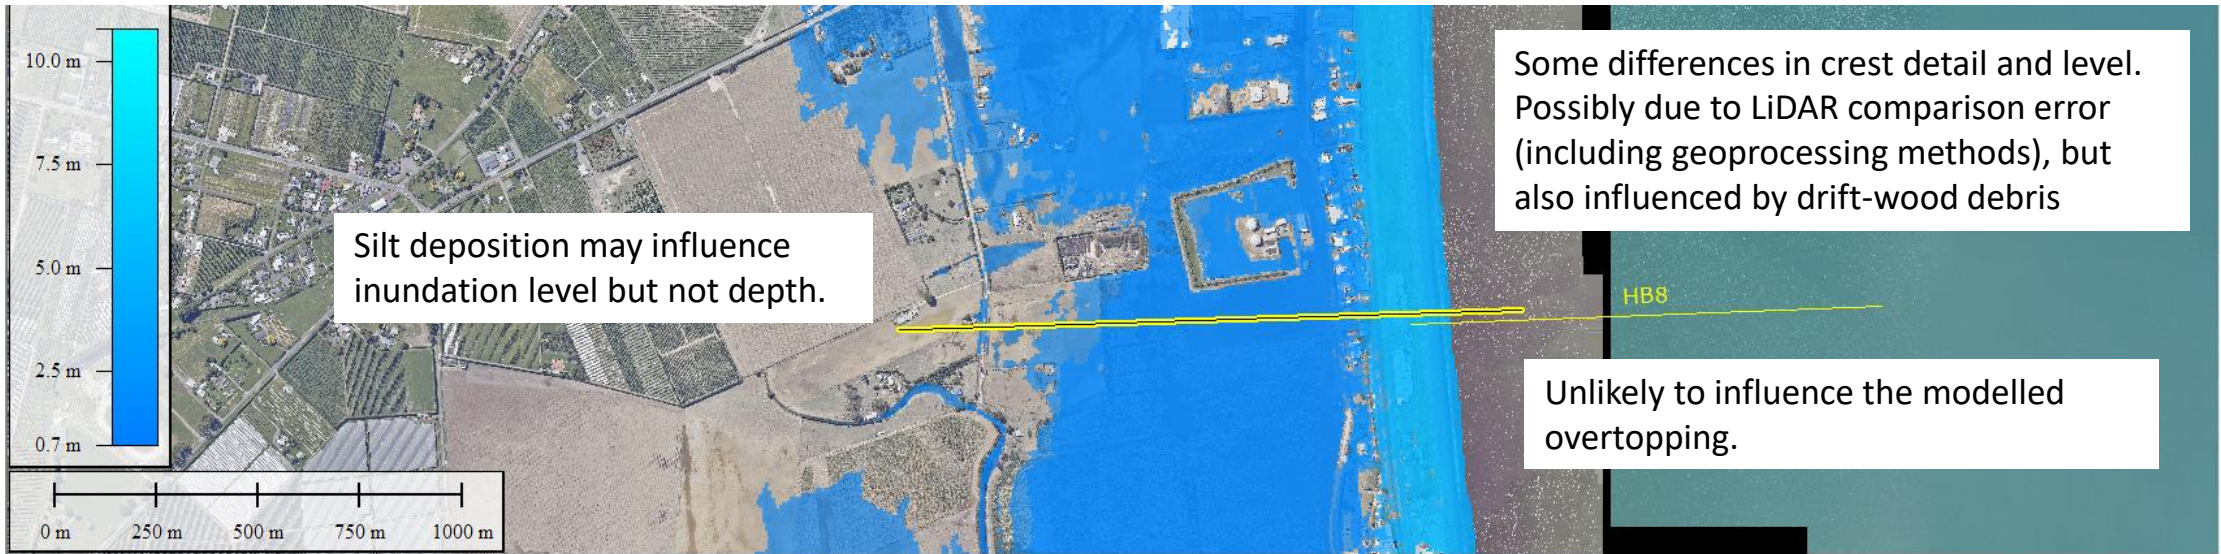 10.0 m
7.5 m
5.0 m
2.5 m
0.7 m
0 m 250 m 500 m 750 m 1000 m
Silt deposition may influence
inundation level but not depth.
Some differences in crest detail and level.
Possibly due to LiDAR comparison error
(including geoprocessing methods), but
also influenced by drift-wood debris
HB8
Unlikely to influence the modelled
overtopping.